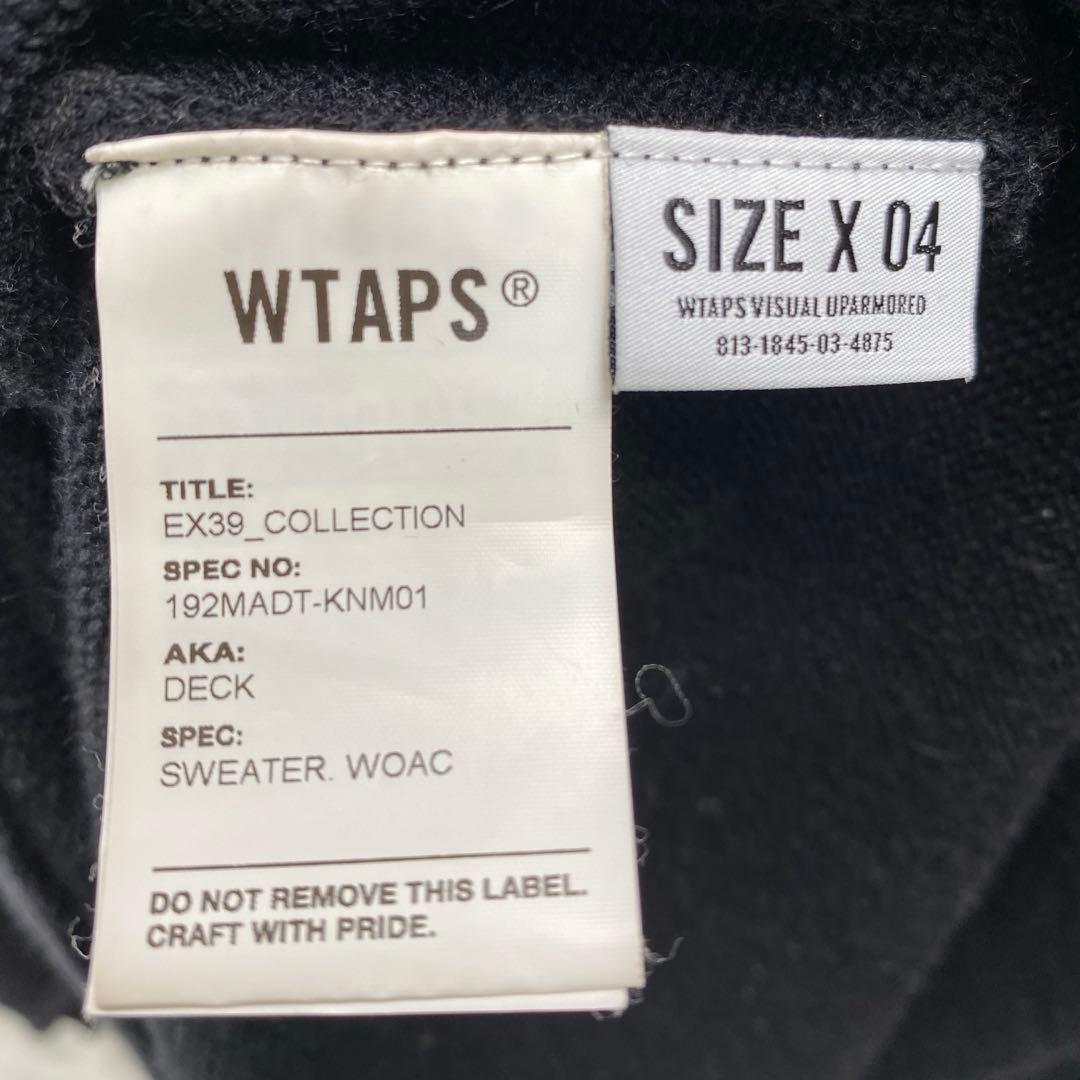 WTAPS®
TITLE:
EX39_COLLECTION
SPEC NO:
192MADT-KNM01
AKA:
DECK
SPEC:
SWEATER. WOAC
DO NOT REMOVE THIS LABEL.
CRAFT WITH PRIDE.
SIZE X 04
WTAPS VISUAL UPARMORED
813-1845-03-4875